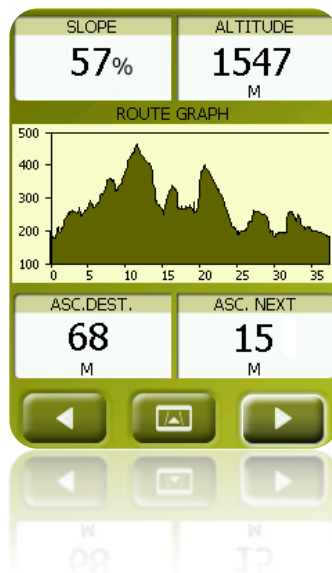 SLOPE ALTITUDE
57% 1547
M
ROUTE GRAPH
500
400
300
200
100
0 5 10 15 20 25 30 35
ASC.DEST. ASC. NEXT
68 15
M M